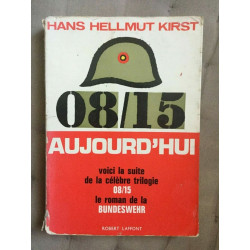 HANS HELLMUT KIRST
08/15
AUJOURD'HUI
voici la suite
de la célèbre trilogie
08/15
le roman de la
BUNDESWEHR
ROBERT LAFFONT